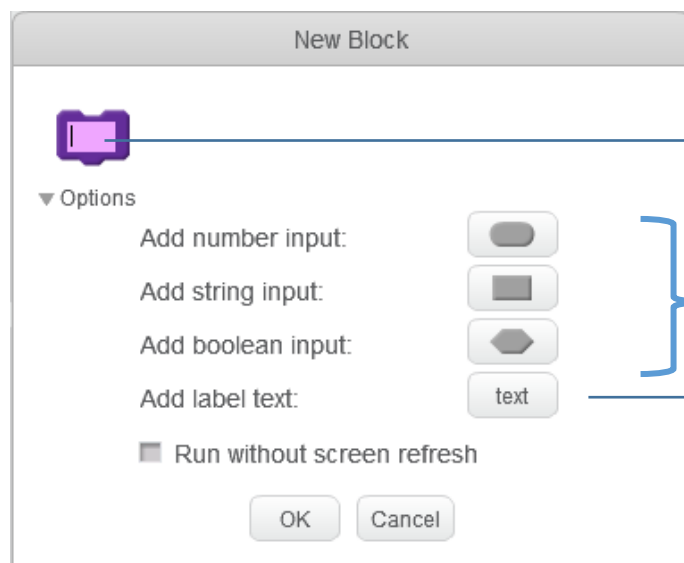 New Block
Options
Add number input:
Add string input:
Add boolean input:
Add label text: text
Run without screen refresh
OK Cancel